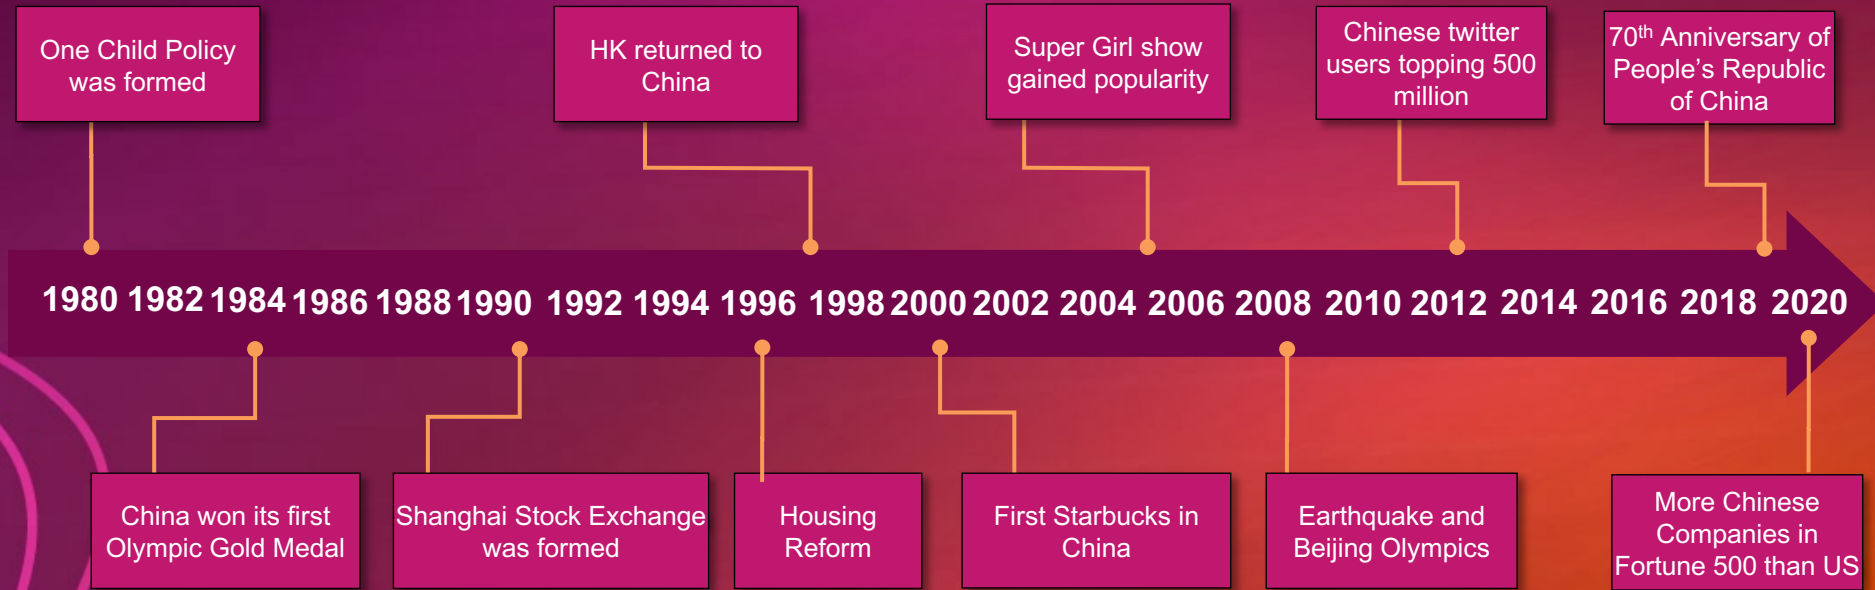 One Child Policy
was formed
HK returned to
China
Super Girl show
gained popularity
Chinese twitter
users topping 500
million
70th Anniversary of
People’s Republic
of China
1980 1982 1984 1986 1988 1990 1992 1994 1996 1998 2000 2002 2004 2006 2008 2010 2012 2014 2016 2018 2020
China won its first
Olympic Gold Medal
Shanghai Stock Exchange
was formed
Housing
Reform
First Starbucks in
China
Earthquake and
Beijing Olympics
More Chinese
Companies in
Fortune 500 than US